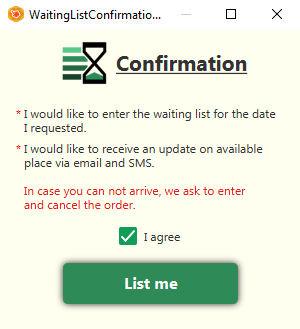 WaitingListConfirmatio...
Confirmation
* I would like to enter the waiting list for the date
I requested.
* I would like to receive an update on available
place via email and SMS.
In case you can not arrive, we ask to enter
and cancel the order.
I agree
List me